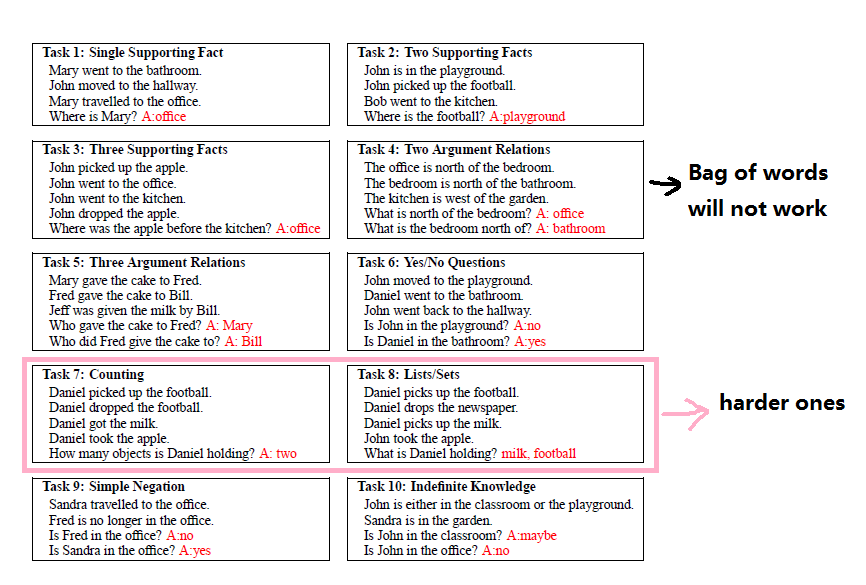 Task 1: Single Supporting Fact
Mary went to the bathroom.
John moved to the hallway.
Mary travelled to the office.
Where is Mary? A:office
Task 2: Two Supporting Facts
John is in the playground.
John picked up the football.
Bob went to the kitchen.
Where is the football? A:playground
Task 3: Three Supporting Facts
John picked up the apple.
John went to the office.
John went to the kitchen.
John dropped the apple.
Where was the apple before the kitchen? A:office
Task 4: Two Argument Relations
The office is north of the bedroom.
The bedroom is north of the bathroom.
The kitchen is west of the garden.
What is north of the bedroom? A: office
What is the bedroom north of? A: bathroom
Bag of words
will not work
Task 5: Three Argument Relations
Mary gave the cake to Fred.
Fred gave the cake to Bill.
Jeff was given the milk by Bill.
Who gave the cake to Fred? A: Mary
Who did Fred give the cake to? A: Bill
Task 6: Yes/No Questions
John moved to the playground.
Daniel went to the bathroom.
John went back to the hallway.
Is John in the playground? A:no
Is Daniel in the bathroom? A:yes
Task 7: Counting
Daniel picked up the football.
Daniel dropped the football.
Daniel got the milk.
Daniel took the apple.
How many objects is Daniel holding? A: two
Task 8: Lists/Sets
Daniel picks up the football.
Daniel drops the newspaper.
Daniel picks up the milk.
John took the apple.
What is Daniel holding? milk, football
harder ones
Task 9: Simple Negation
Sandra travelled to the office.
Fred is no longer in the office.
Is Fred in the office? A:no
Is Sandra in the office? A:yes
Task 10: Indefinite Knowledge
John is either in the classroom or the playground.
Sandra is in the garden.
Is John in the classroom? A:maybe
Is John in the office? A:no